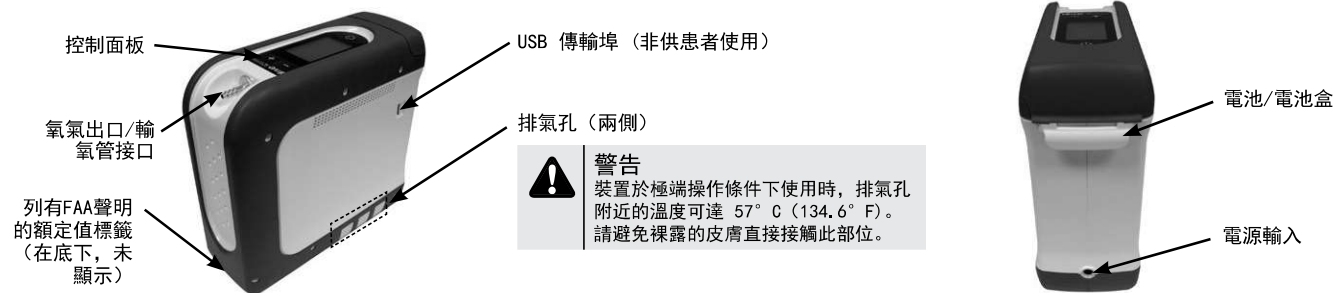 控制面板
氧氣出口/輸
氧管接口
列有FAA聲明
的額定值標籤
（在底下，未
顯示）
USB 傳輸埠 (非供患者使用）
排氣孔（兩側）
警告
裝置於極端操作條件下使用時，排氣孔
附近的溫度可達 57°C（134.6°F)。
請避免裸露的皮膚直接接觸此部位。
電池/電池盒
電源輸入